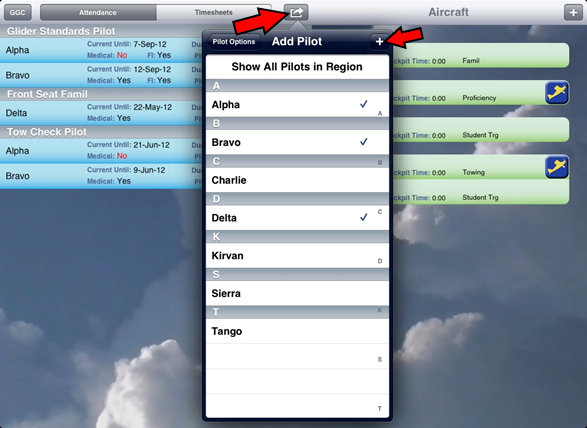 GGC
Attendance
Timesheets
Aircraft
+
Glider Standards Pilot
Alpha
Current Until: 7-Sep-12
Medical: No FI: Yes
Bravo
Current Until: 12-Sep-12
Medical: Yes FI: Yes
Front Seat Famil
Delta
Current Until: 22-May-12
Medical: Yes
Tow Check Pilot
Alpha
Current Until: 21-Jun-12
Medical: No
Bravo
Current Until: 9-Jun-12
Medical: Yes
Pilot Options
Add Pilot
+
Show All Pilots in Region
A
Alpha ✓
B
Bravo ✓
C
Charlie
D
Delta ✓
K
Kirvan
S
Sierra
T
Tango
A
B
C
D
K
S
T
ckpit Time: 0:00 Famil
ckpit Time: 0:00 Proficiency
ckpit Time: 0:00 Student Trg
ckpit Time: 0:00 Towing
ckpit Time: 0:00 Student Trg